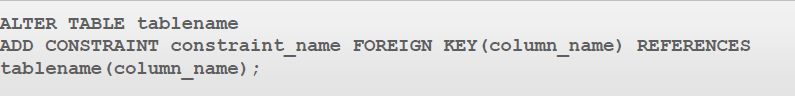 ALTER TABLE tablename
ADD CONSTRAINT constraint_name FOREIGN KEY(column_name) REFERENCES
tablename(column_name);